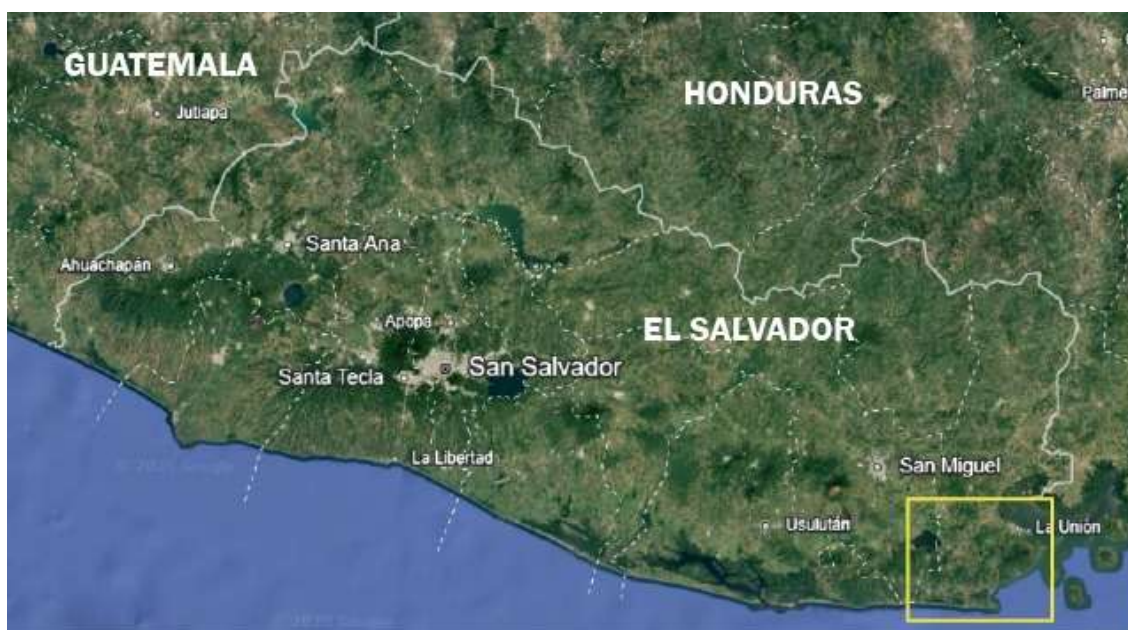 GUATEMALA
HONDURAS
Jutiapa
Palme
Santa Ana
Ahuachapán
Apopa
EL SALVADOR
San Salvador
Santa Tecla
La Libertad
San Miguel
Usulután
La Unión